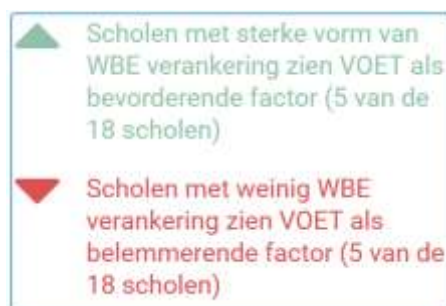 Scholen met sterke vorm van
WBE verankering zien VOET als
bevorderende factor (5 van de
18 scholen)
Scholen met weinig WBE
verankering zien VOET als
belemmerende factor (5 van de
18 scholen)